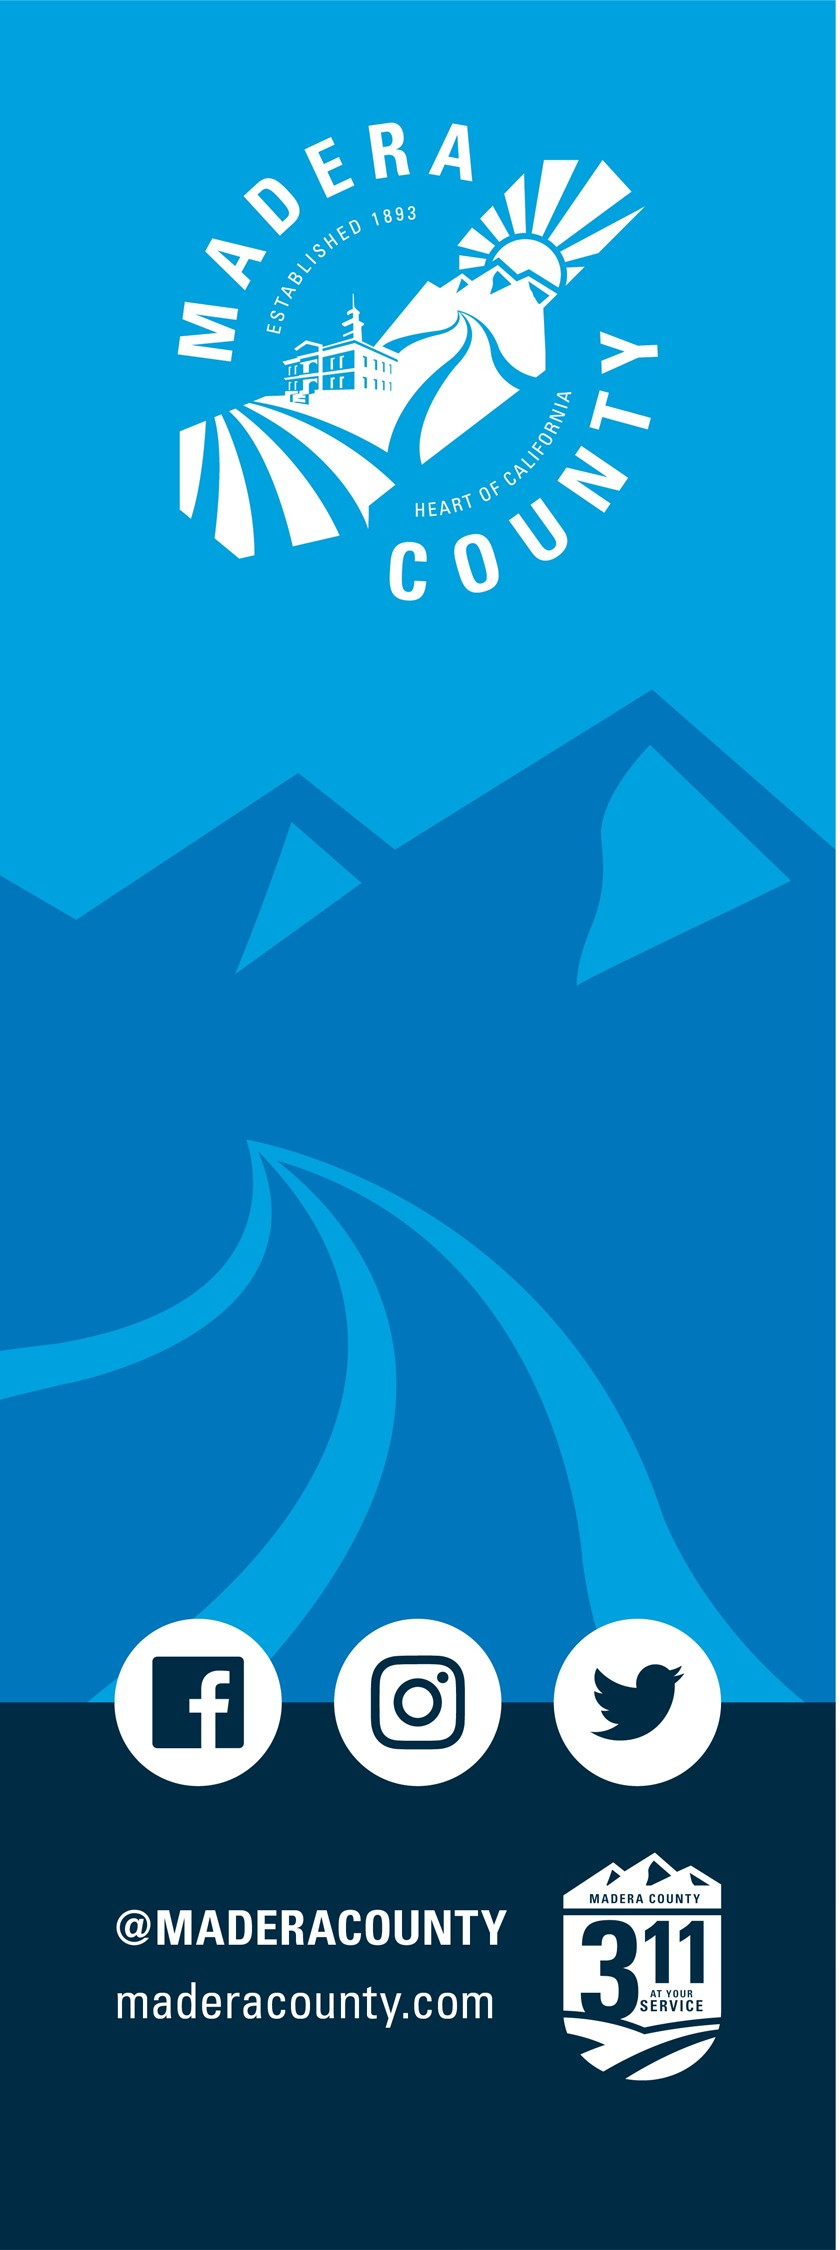 MADERA
ESTABLISHED 1893
HEART OF CALIFORNIA
COUNTY
@MADERACOUNTY
maderacounty.com
MADERA COUNTY
311
AT YOUR
SERVICE